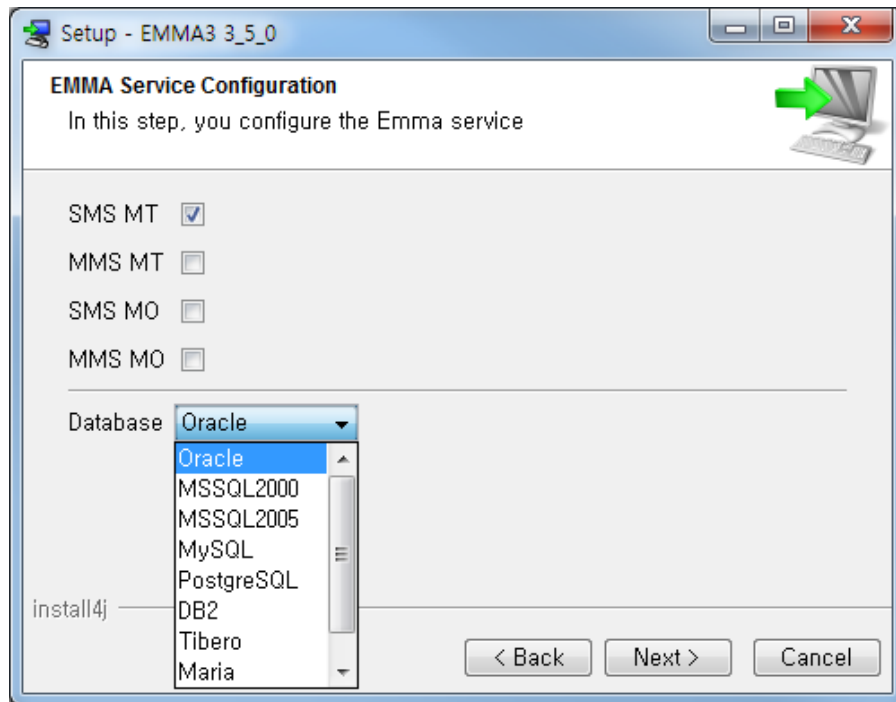 Setup - EMMA3 3_5_0
EMMA Service Configuration
In this step, you configure the Emma service
SMS MT
MMS MT
SMS MO
MMS MO
Database Oracle
Oracle
MSSQL2000
MSSQL2005
MySQL
PostgreSQL
DB2
Tibero
Maria
install4j
< Back Next > Cancel